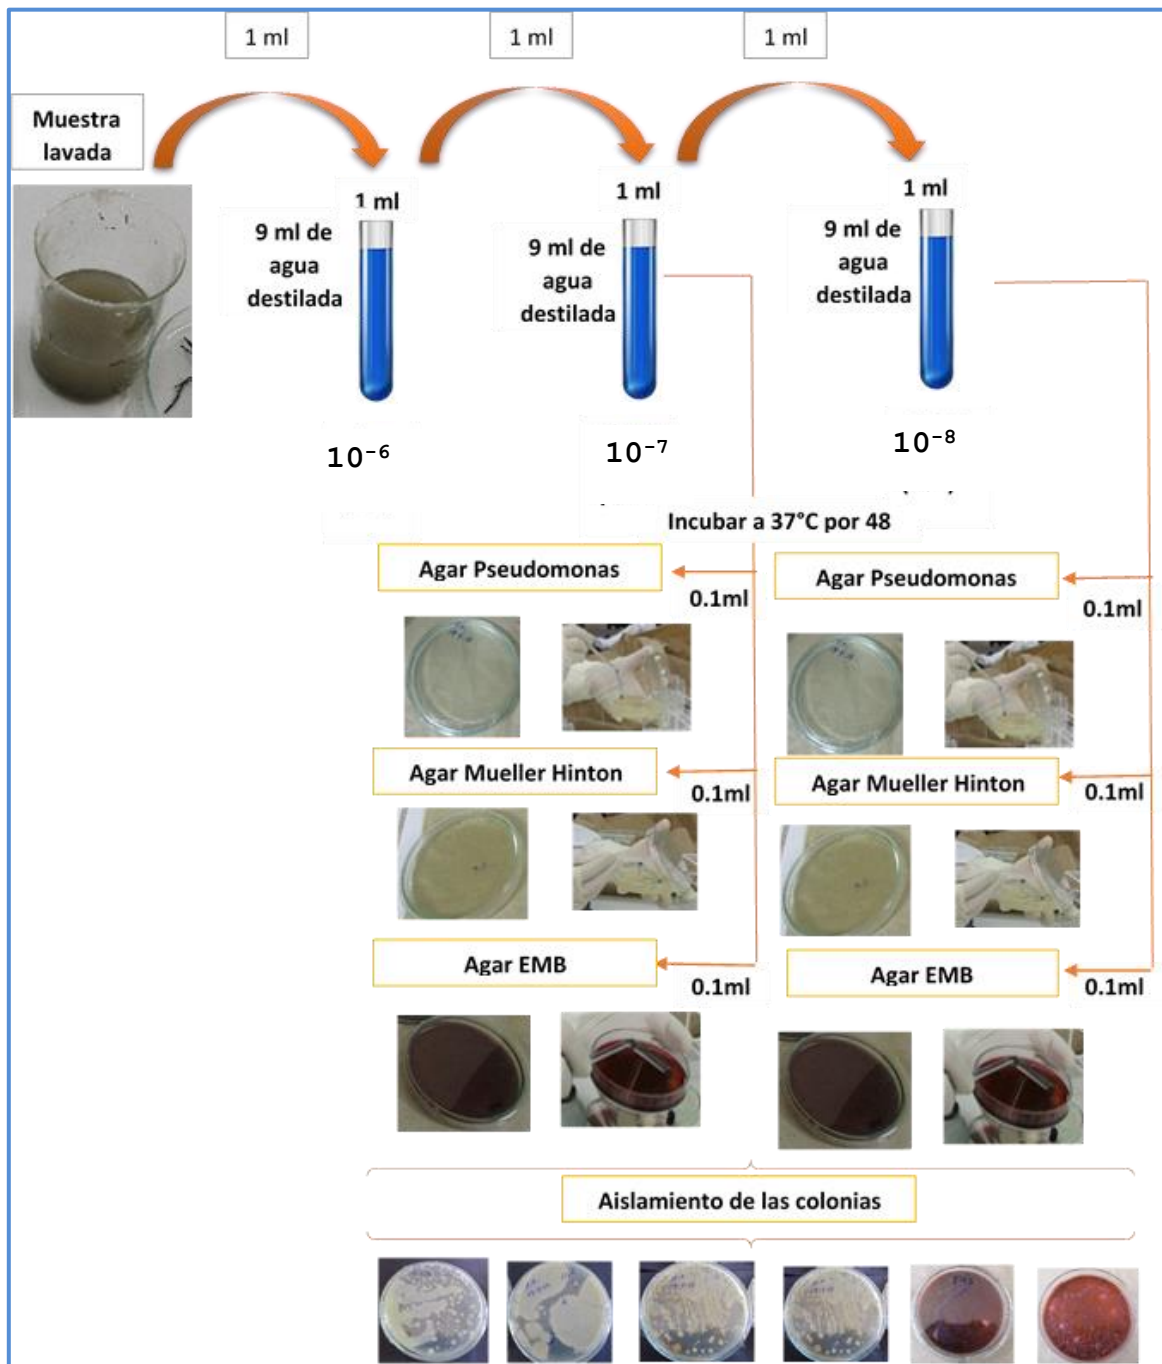 1 ml
1 ml
1 ml
Muestra
lavada
1 ml
9 ml de
agua
destilada
1 ml
9 ml de
agua
destilada
1 ml
9 ml de
agua
destilada
10⁻⁶
10⁻⁷
10⁻⁸
Incubar a 37°C por 48
Agar Pseudomonas
0.1ml
Agar Pseudomonas
0.1ml
Agar Mueller Hinton
0.1ml
Agar Mueller Hinton
0.1ml
Agar EMB
0.1ml
Agar EMB
0.1ml
Aislamiento de las colonias